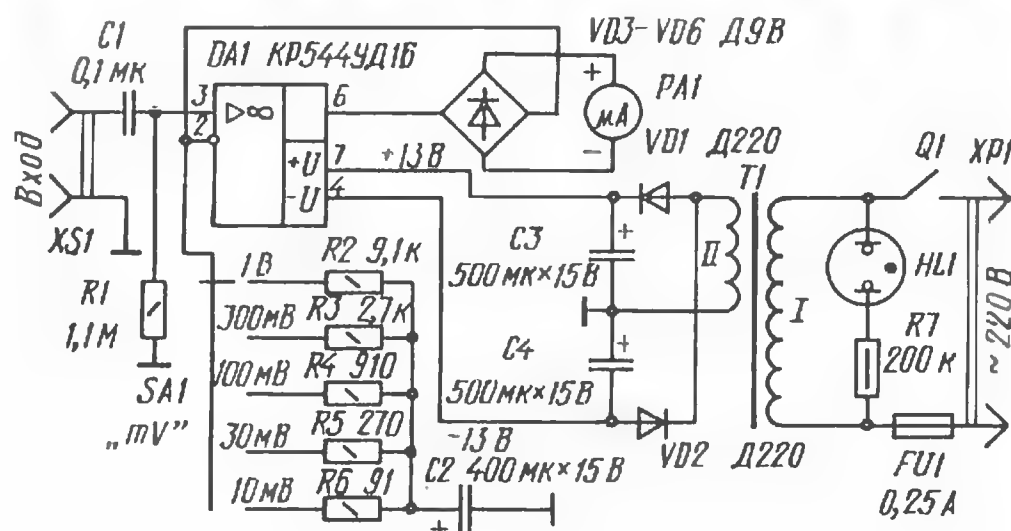 C1
0,1 мк
DA1 КР544УД1Б
VD3-VD6 Д9В
+
PA1
μА
−
3
2
▷∞
6
7
4
+U
-U
+13 В
VD1 Д220
T1
Q1
XP1
Вход
XS1
R1
1,1 М
SA1
„mV”
1 В
R2 9,1 к
300 мВ
R3 2,7 к
100 мВ
R4 910
30 мВ
R5 270
10 мВ
R6 91
C3
+
500 мк×15 В
II
I
C4
+
500 мк×15 В
-13 В
C2 400 мк×15 В
+
VD2 Д220
HL1
R7
200 к
~ 220 В
FU1
0,25 А